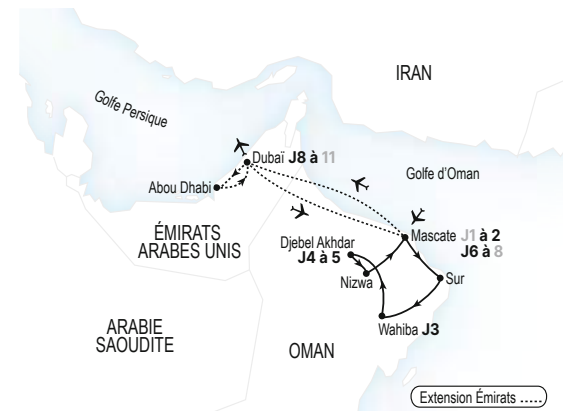 IRAN
Golfe Persique
Dubaï J8 à 11
Golfe d'Oman
Abou Dhabi
ÉMIRATS
ARABES UNIS
Mascate J1 à 2
J6 à 8
Djebel Akhdar
J4 à 5
Nizwa
Sur
ARABIE
SAOUDITE
Wahiba J3
OMAN
Extension Émirats .....